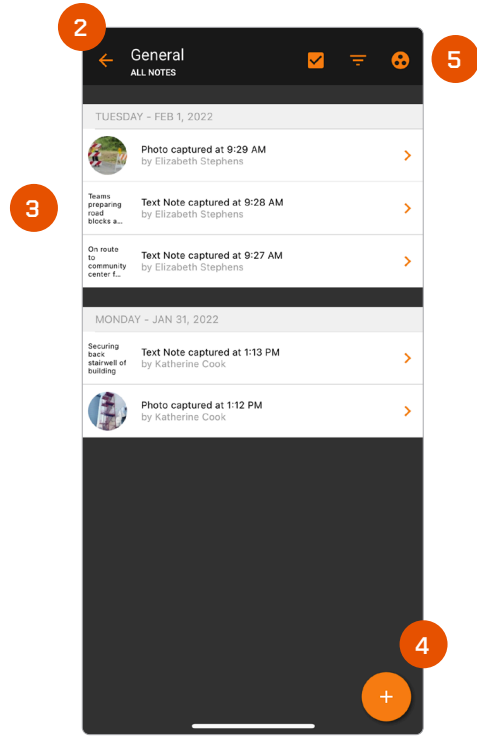 2
General
ALL NOTES
5
TUESDAY - FEB 1, 2022
Photo captured at 9:29 AM
by Elizabeth Stephens
3
Teams
preparing
road
blocks a...
Text Note captured at 9:28 AM
by Elizabeth Stephens
On route
to
community
center f...
Text Note captured at 9:27 AM
by Elizabeth Stephens
MONDAY - JAN 31, 2022
Securing
back
stairwell of
building
Text Note captured at 1:13 PM
by Katherine Cook
Photo captured at 1:12 PM
by Katherine Cook
4
+